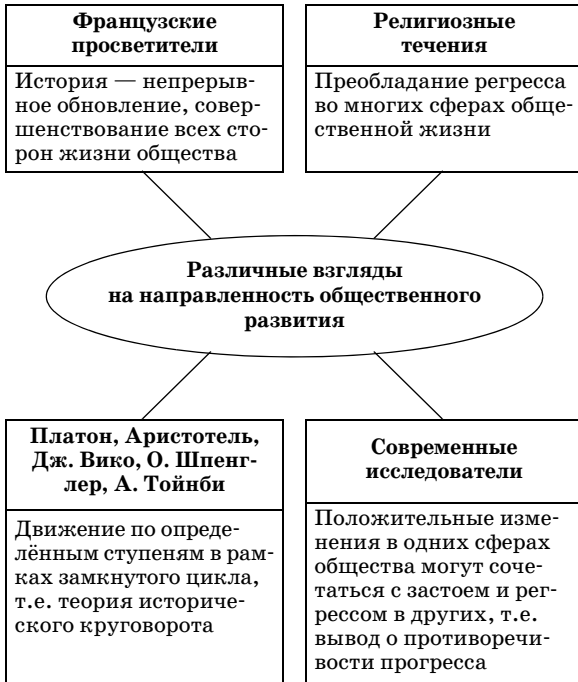 Французские
просветители
История — непрерыв-
ное обновление, совер-
шенствование всех сто-
рон жизни общества
Религиозные
течения
Преобладание регресса
во многих сферах обще-
ственной жизни
Различные взгляды
на направленность общественного
развития
Платон, Аристотель,
Дж. Вико, О. Шпенг-
лер, А. Тойнби
Движение по опреде-
лённым ступеням в рам-
ках замкнутого цикла,
т.е. теория историче-
ского круговорота
Современные
исследователи
Положительные изме-
нения в одних сферах
общества могут соче-
таться с застоем и рег-
рессом в других, т.е.
вывод о противоречи-
вости прогресса